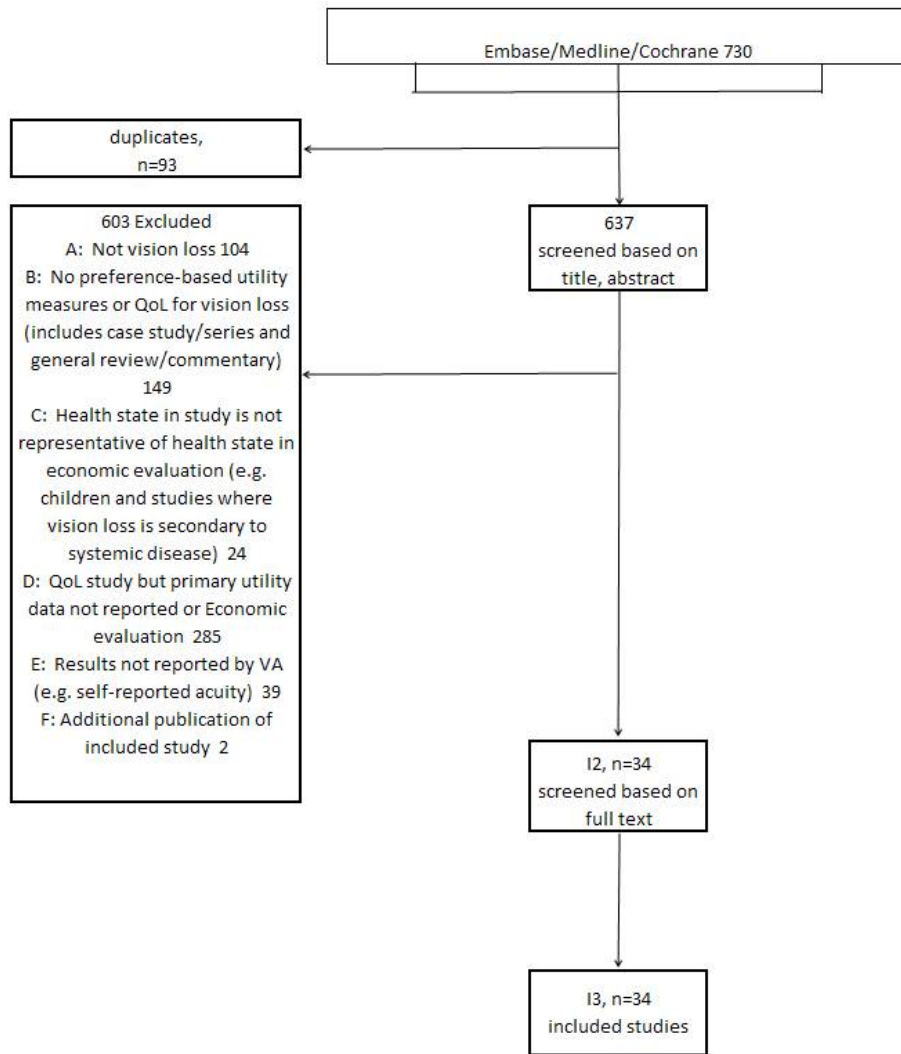 Embase/Medline/Cochrane 730
duplicates,
n=93
637
screened based on
title, abstract
603 Excluded
A:  Not vision loss 104
B:  No preference-based utility
measures or QoL for vision loss
(includes case study/series and
general review/commentary)
149
C:  Health state in study is not
representative of health state in
economic evaluation (e.g.
children and studies where
vision loss is secondary to
systemic disease)  24
D:  QoL study but primary utility
data not reported or Economic
evaluation  285
E:  Results not reported by VA
(e.g. self-reported acuity)  39
F: Additional publication of
included study  2
I2, n=34
screened based on
full text
I3, n=34
included studies